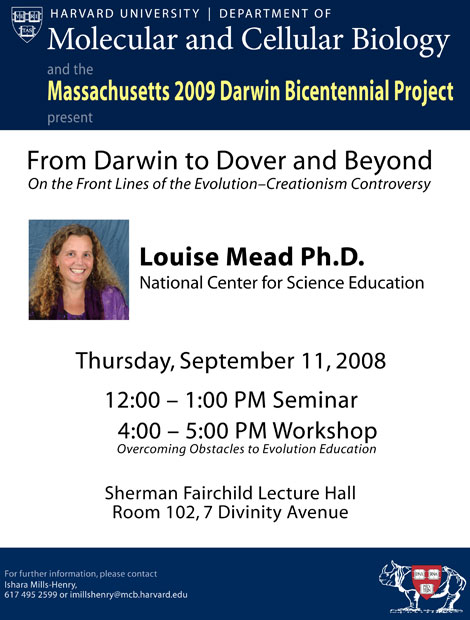 HARVARD UNIVERSITY | DEPARTMENT OF
Molecular and Cellular Biology
and the
Massachusetts 2009 Darwin Bicentennial Project
present
From Darwin to Dover and Beyond
On the Front Lines of the Evolution–Creationism Controversy
Louise Mead Ph.D.
National Center for Science Education
Thursday, September 11, 2008
12:00 – 1:00 PM Seminar
4:00 – 5:00 PM Workshop
Overcoming Obstacles to Evolution Education
Sherman Fairchild Lecture Hall
Room 102, 7 Divinity Avenue
For further information, please contact
Ishara Mills-Henry,
617 495 2599 or imillshenry@mcb.harvard.edu